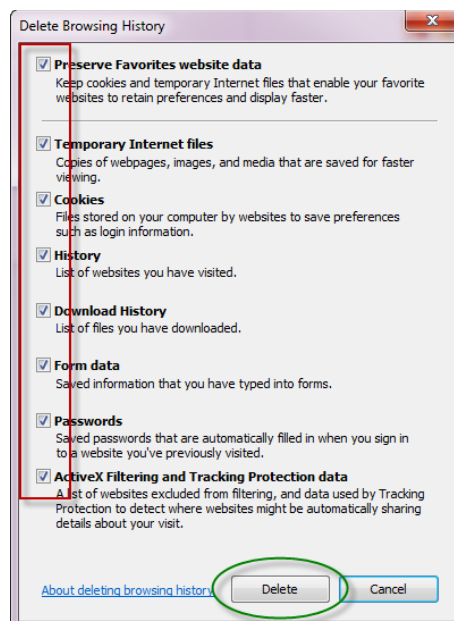 Delete Browsing History
Preserve Favorites website data
Keep cookies and temporary Internet files that enable your favorite
websites to retain preferences and display faster.
Temporary Internet files
Copies of webpages, images, and media that are saved for faster
viewing.
Cookies
Files stored on your computer by websites to save preferences
such as login information.
History
List of websites you have visited.
Download History
List of files you have downloaded.
Form data
Saved information that you have typed into forms.
Passwords
Saved passwords that are automatically filled in when you sign in
to a website you've previously visited.
ActiveX Filtering and Tracking Protection data
A list of websites excluded from filtering, and data used by Tracking
Protection to detect where websites might be automatically sharing
details about your visit.
About deleting browsing history Delete Cancel